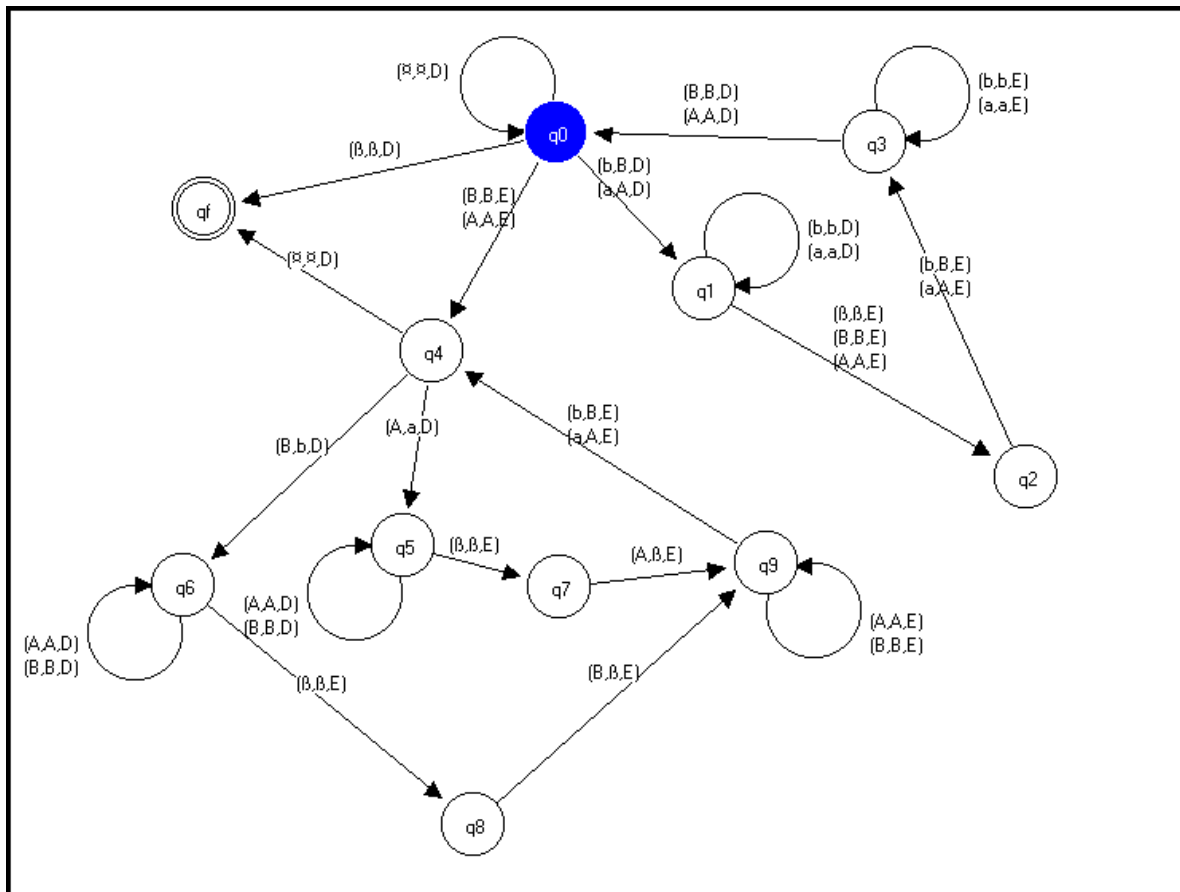 (¤,¤,D)
q0
(B,B,D)
(A,A,D)
q3
(b,b,E)
(a,a,E)
(ß,ß,D)
qf
(B,B,E)
(A,A,E)
(b,B,D)
(a,A,D)
(b,b,D)
(a,a,D)
q1
(¤,¤,D)
(b,B,E)
(a,A,E)
(ß,ß,E)
(B,B,E)
(A,A,E)
q4
(B,b,D)
(A,a,D)
(b,B,E)
(a,A,E)
q2
q5
(ß,ß,E)
q7
(A,ß,E)
q9
q6
(A,A,D)
(B,B,D)
(A,A,E)
(B,B,E)
(A,A,D)
(B,B,D)
(ß,ß,E)
(B,ß,E)
q8